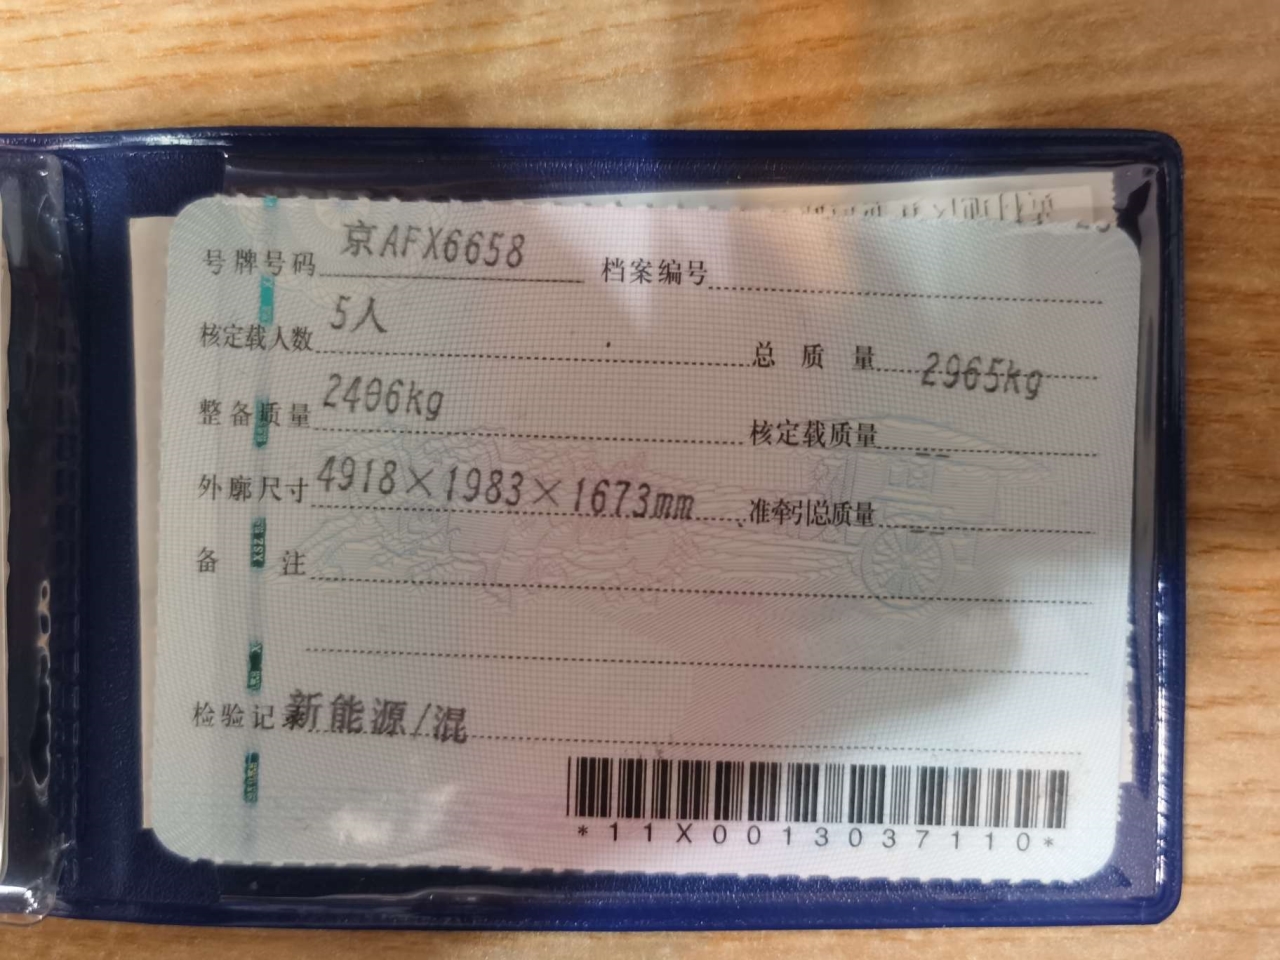 号牌号码 京AFX6658 档案编号
核定载人数 5人 总质量 2965kg
整备质量 2406kg 核定载质量 --
外廓尺寸 4918×1983×1673mm 准牵引总质量 --
备注
检验记录 新能源/混
*11X0013037110*